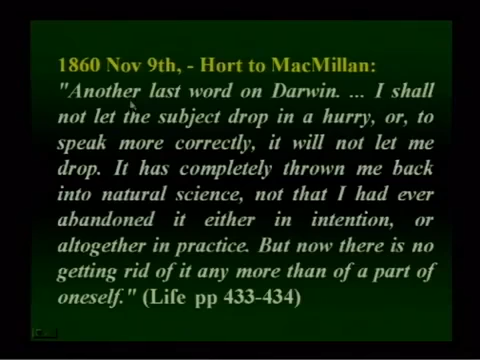 1860 Nov 9th, - Hort to MacMillan:
"Another last word on Darwin. ... I shall
not let the subject drop in a hurry, or, to
speak more correctly, it will not let me
drop. It has completely thrown me back
into natural science, not that I had ever
abandoned it either in intention, or
altogether in practice. But now there is no
getting rid of it any more than of a part of
oneself." (Life pp 433-434)